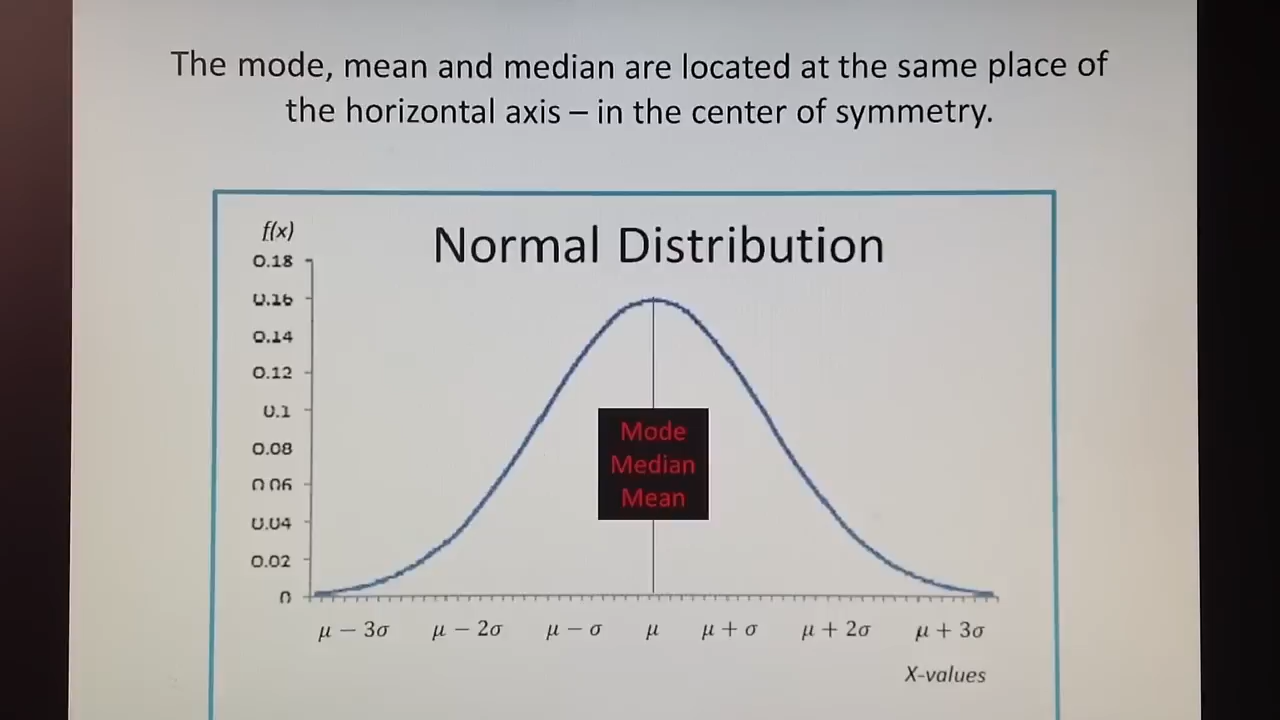 The mode, mean and median are located at the same place of
the horizontal axis – in the center of symmetry.
f(x)
Normal Distribution
0.18
0.16
0.14
0.12
0.1
0.08
0.06
0.04
0.02
0
Mode
Median
Mean
μ − 3σ μ − 2σ μ − σ μ μ + σ μ + 2σ μ + 3σ
X-values